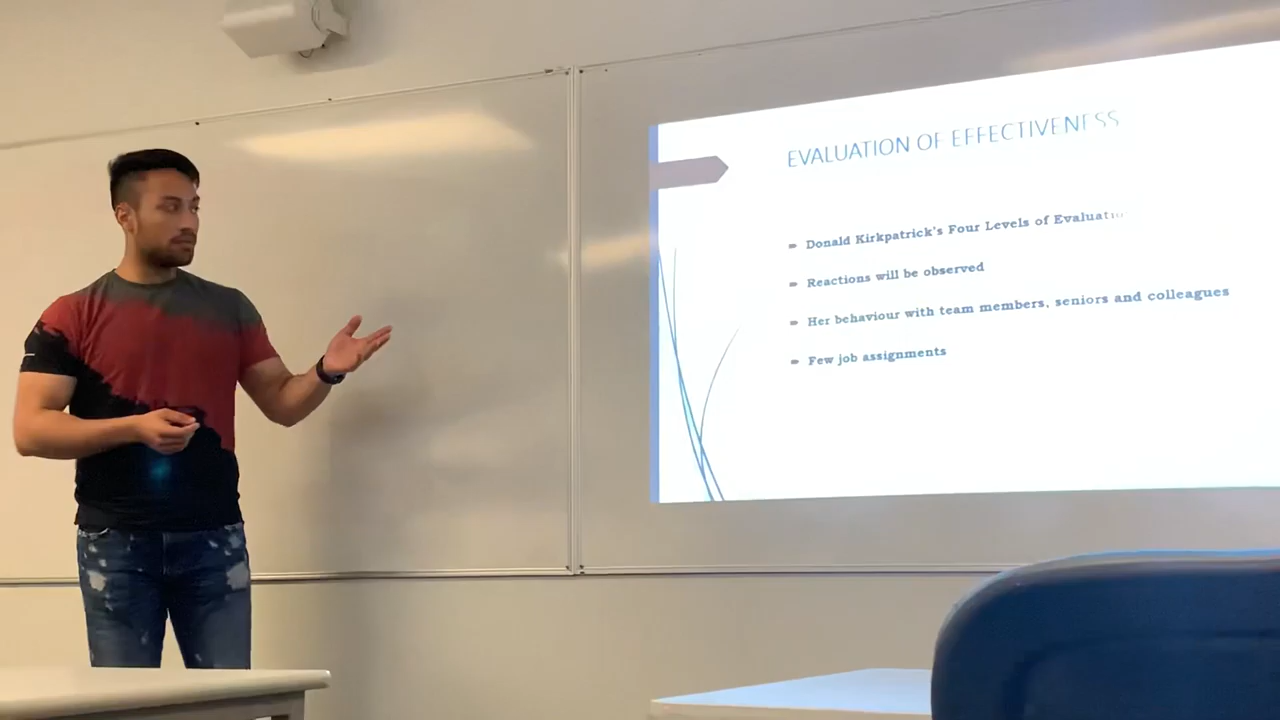 EVALUATION OF EFFECTIVENESS
Donald Kirkpatrick's Four Levels of
Reactions will be observed
Her behaviour with team members, seniors and colleagues
Few job assignments